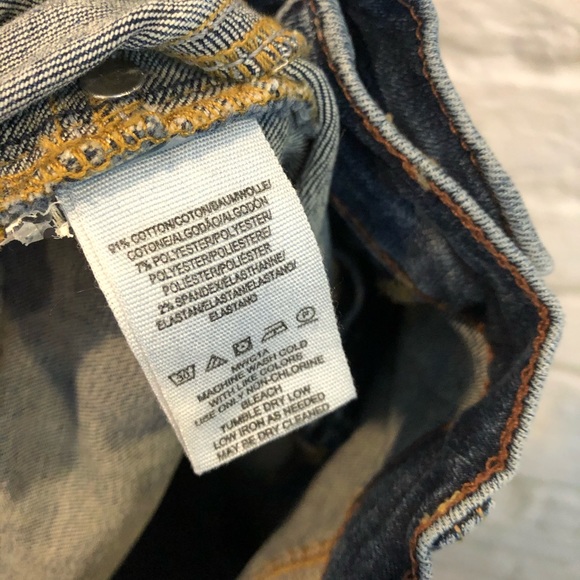 91% COTTON/COTON/BAUMWOLLE/
COTONE/ALGODÃO/ALGODÓN
7% POLYESTER/POLYESTER/
POLYESTER/POLIESTERE/
POLIESTER/POLIÉSTER
2% SPANDEX/ELASTHANNE/
ELASTAN/ELASTAN/ELASTANO/
ELASTANO
MWC1A
MACHINE WASH COLD
WITH LIKE COLORS
USE ONLY NON-CHLORINE
BLEACH
TUMBLE DRY LOW
LOW IRON AS NEEDED
MAY BE DRY CLEANED